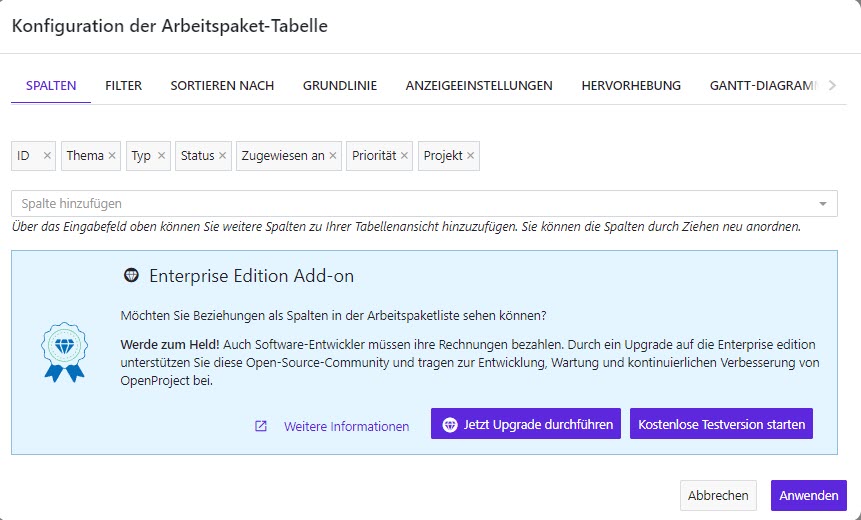 Konfiguration der Arbeitspaket-Tabelle
SPALTEN FILTER SORTIEREN NACH GRUNDLINIE ANZEIGEEINSTELLUNGEN HERVORHEBUNG GANTT-DIAGRAMM
ID × Thema × Typ × Status × Zugewiesen an × Priorität × Projekt ×
Spalte hinzufügen
Über das Eingabefeld oben können Sie weitere Spalten zu Ihrer Tabellenansicht hinzuzufügen. Sie können die Spalten durch Ziehen neu anordnen.
Enterprise Edition Add-on
Möchten Sie Beziehungen als Spalten in der Arbeitspaketliste sehen können?
Werde zum Held! Auch Software-Entwickler müssen ihre Rechnungen bezahlen. Durch ein Upgrade auf die Enterprise edition
unterstützen Sie diese Open-Source-Community und tragen zur Entwicklung, Wartung und kontinuierlichen Verbesserung von
OpenProject bei.
Weitere Informationen Jetzt Upgrade durchführen Kostenlose Testversion starten
Abbrechen Anwenden